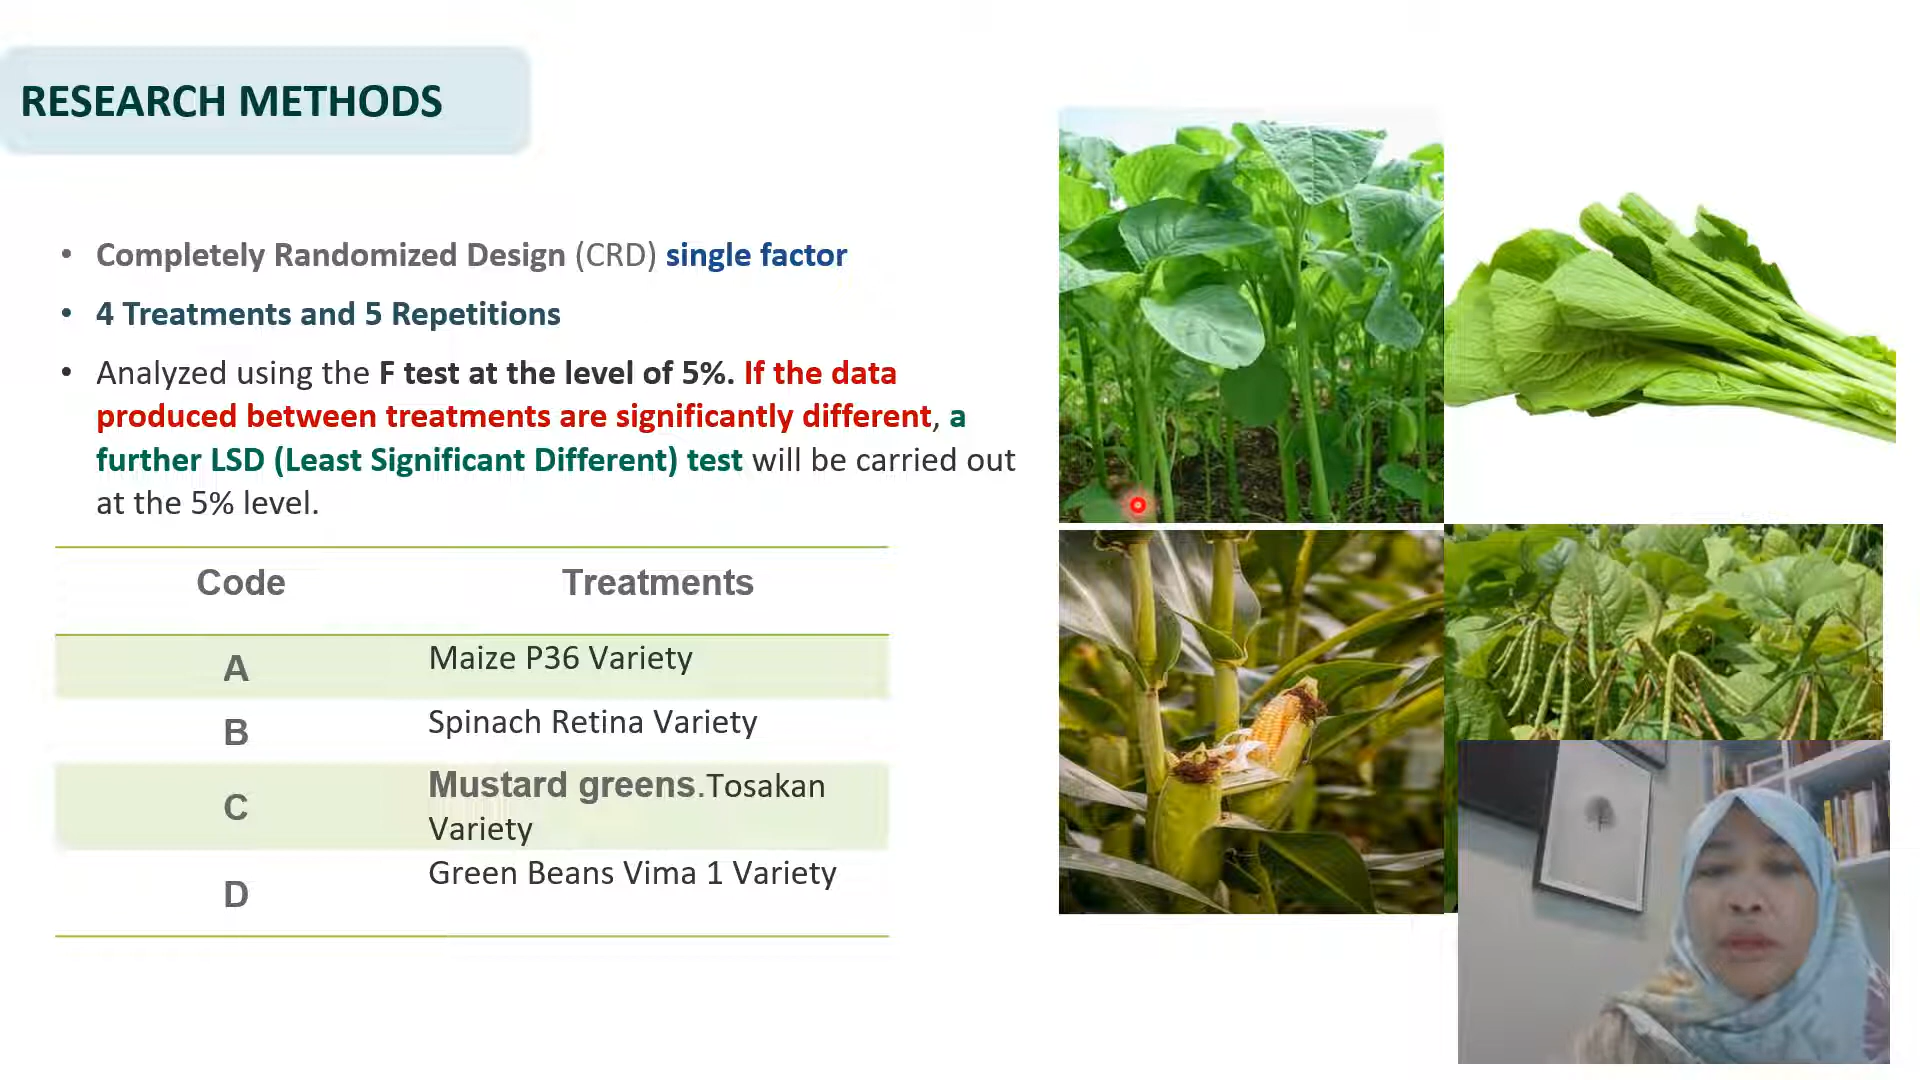 RESEARCH METHODS
• Completely Randomized Design (CRD) single factor
• 4 Treatments and 5 Repetitions
• Analyzed using the F test at the level of 5%. If the data
produced between treatments are significantly different, a
further LSD (Least Significant Different) test will be carried out
at the 5% level.
Code Treatments
A Maize P36 Variety
B Spinach Retina Variety
C Mustard greens.Tosakan
Variety
D Green Beans Vima 1 Variety